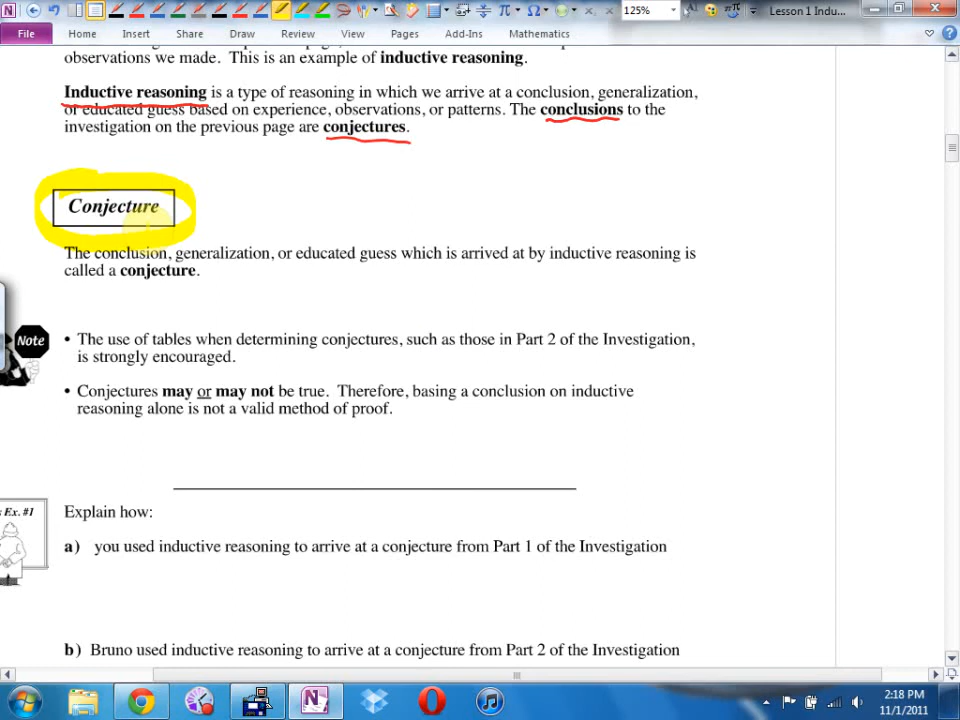 125%
Lesson 1 Indu...
File Home Insert Share Draw Review View Pages Add-Ins Mathematics
observations we made. This is an example of inductive reasoning.
Inductive reasoning is a type of reasoning in which we arrive at a conclusion, generalization,
or educated guess based on experience, observations, or patterns. The conclusions to the
investigation on the previous page are conjectures.
Conjecture
The conclusion, generalization, or educated guess which is arrived at by inductive reasoning is
called a conjecture.
Note
• The use of tables when determining conjectures, such as those in Part 2 of the Investigation,
is strongly encouraged.
• Conjectures may or may not be true. Therefore, basing a conclusion on inductive
reasoning alone is not a valid method of proof.
Ex. #1
Explain how:
a) you used inductive reasoning to arrive at a conjecture from Part 1 of the Investigation
b) Bruno used inductive reasoning to arrive at a conjecture from Part 2 of the Investigation
2:18 PM
11/1/2011